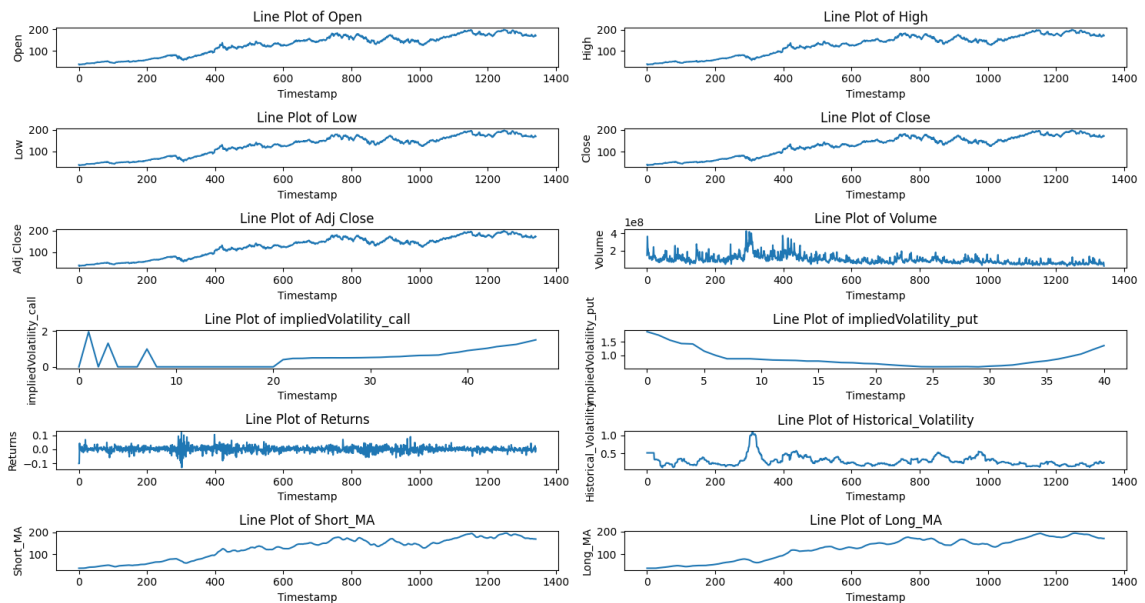 Line Plot of Open
Open
200
100
0 200 400 600 800 1000 1200 1400
Timestamp
Line Plot of High
High
200
100
0 200 400 600 800 1000 1200 1400
Timestamp
Line Plot of Low
Low
200
100
0 200 400 600 800 1000 1200 1400
Timestamp
Line Plot of Close
Close
200
100
0 200 400 600 800 1000 1200 1400
Timestamp
Line Plot of Adj Close
Adj Close
200
100
0 200 400 600 800 1000 1200 1400
Timestamp
Line Plot of Volume
1e8
Volume
4
2
0 200 400 600 800 1000 1200 1400
Timestamp
Line Plot of impliedVolatility_call
impliedVolatility_call
2
0
0 10 20 30 40
Timestamp
Line Plot of impliedVolatility_put
impliedVolatility_put
1.5
1.0
0 5 10 15 20 25 30 35 40
Timestamp
Line Plot of Returns
Returns
0.1
0.0
−0.1
0 200 400 600 800 1000 1200 1400
Timestamp
Line Plot of Historical_Volatility
Historical_Volatility
1.0
0.5
0 200 400 600 800 1000 1200 1400
Timestamp
Line Plot of Short_MA
Short_MA
200
100
0 200 400 600 800 1000 1200 1400
Timestamp
Line Plot of Long_MA
Long_MA
200
100
0 200 400 600 800 1000 1200 1400
Timestamp